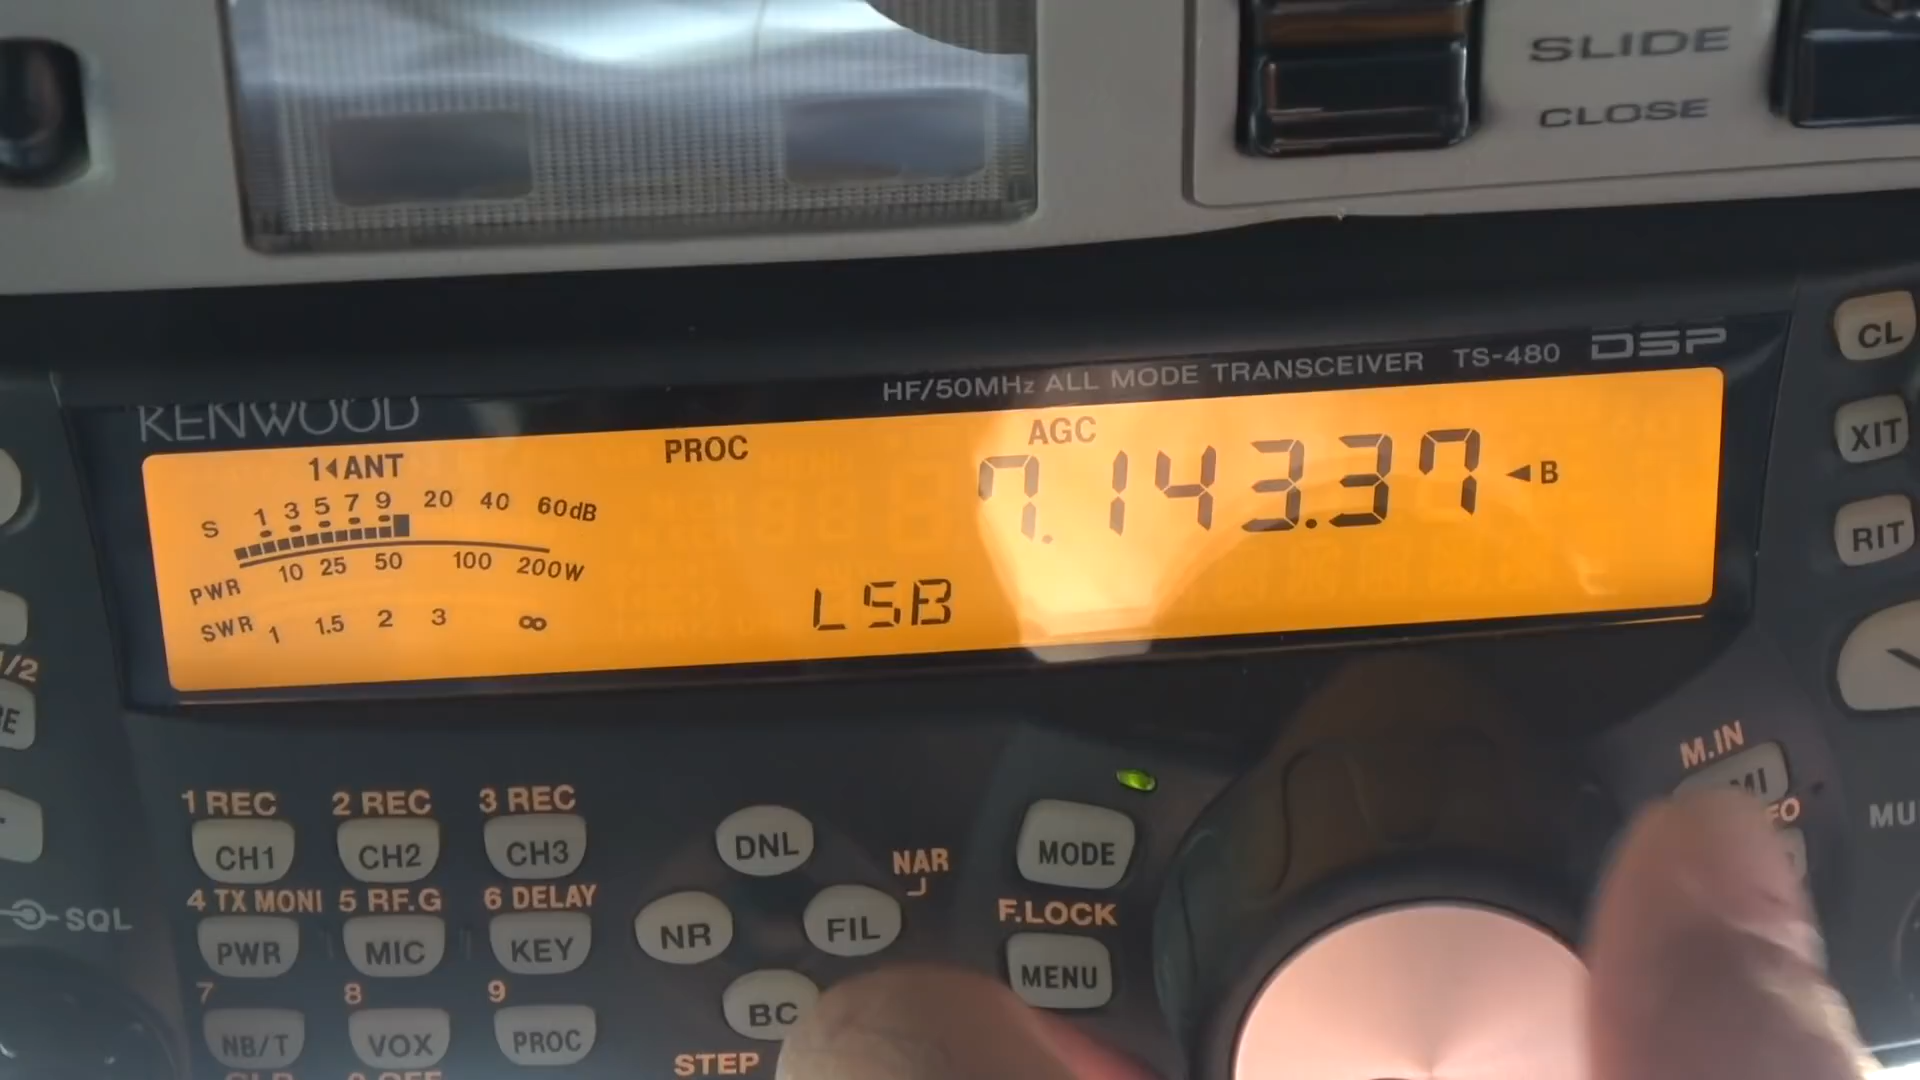 SLIDE
CLOSE
KENWOOD
HF/50MHz ALL MODE TRANSCEIVER TS-480 DSP
1◄ANT
PROC
AGC
S 1 3 5 7 9 20 40 60dB
7.143.37 ◄B
PWR 10 25 50 100 200W
SWR 1 1.5 2 3 ∞
LSB
CL
XIT
RIT
1/2
M.IN
1 REC 2 REC 3 REC
CH1 CH2 CH3
DNL
NAR
MODE
4 TX MONI 5 RF.G 6 DELAY
PWR MIC KEY
NR
FIL
F.LOCK
MENU
SQL
7 8 9
NB/T VOX PROC
BC
STEP